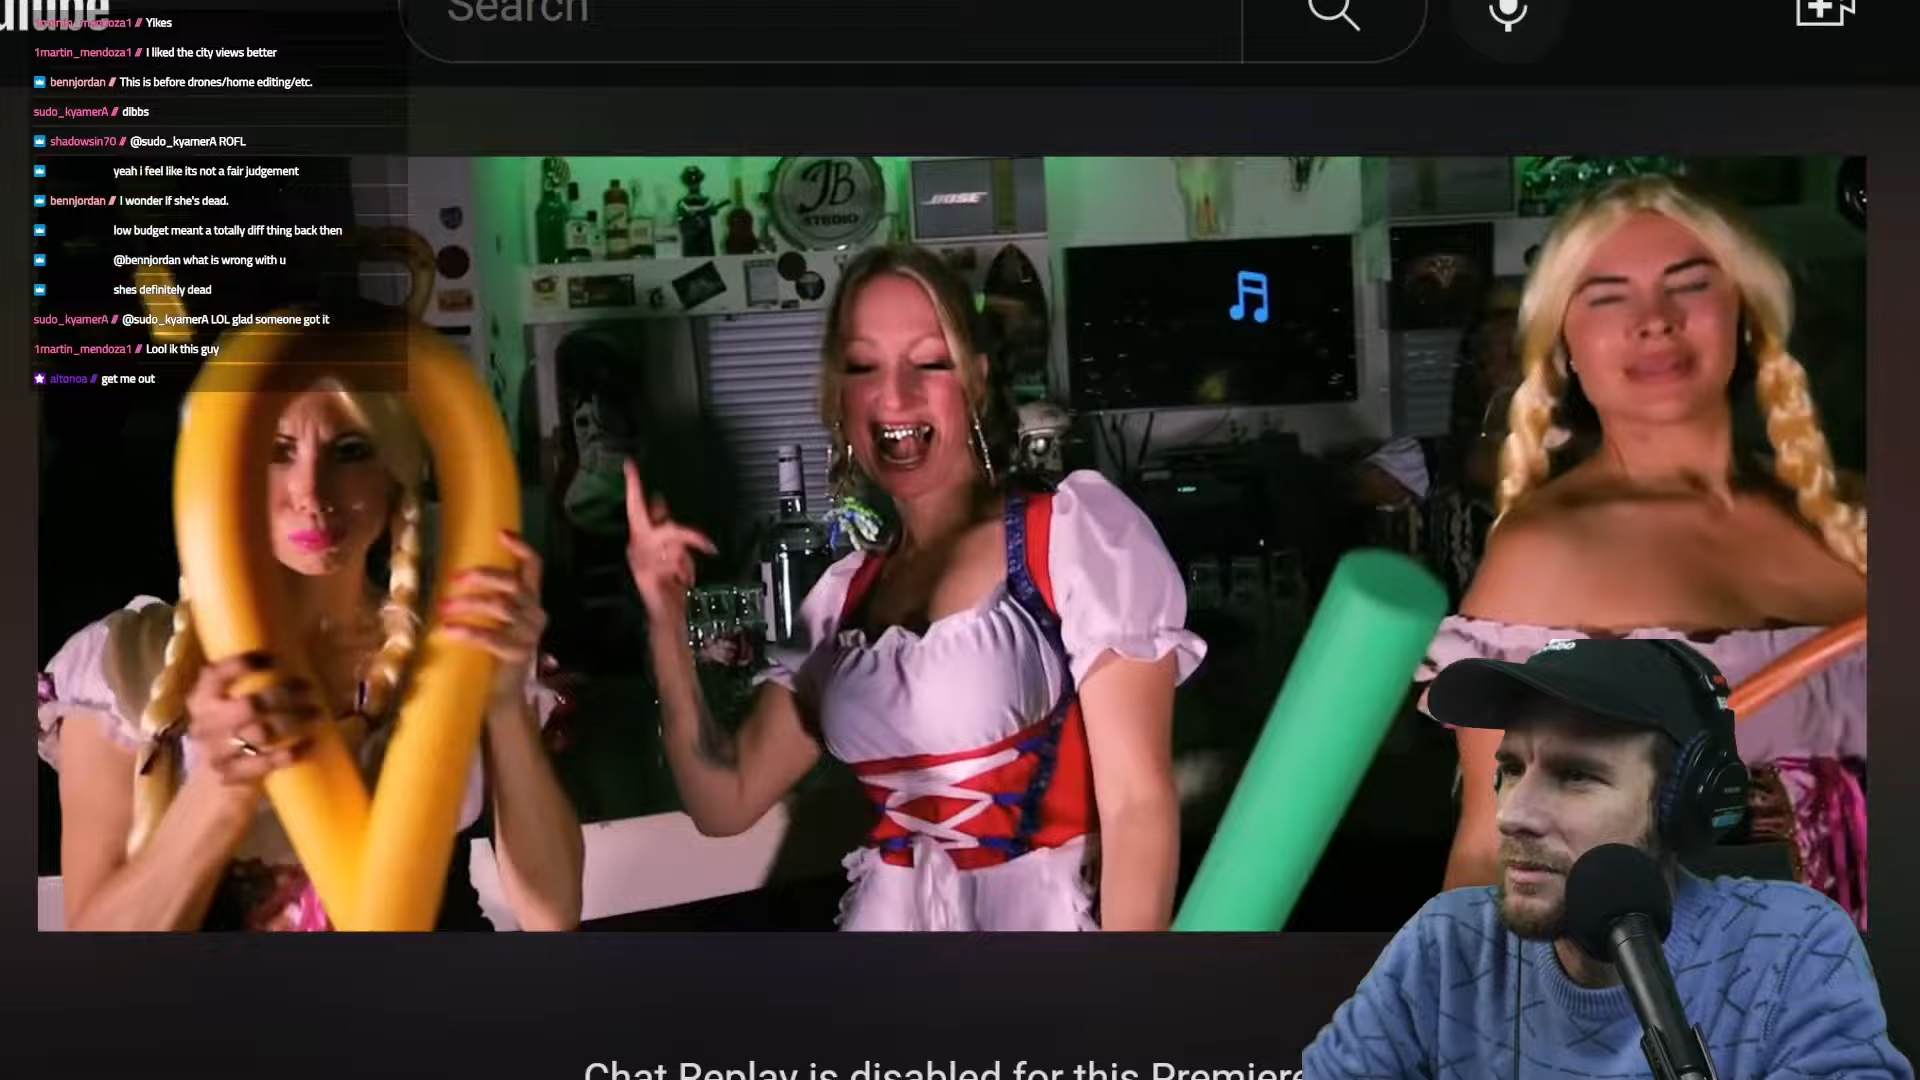 Search
1martin_mendoza1 // Yikes
1martin_mendoza1 // I liked the city views better
bennjordan // This is before drones/home editing/etc.
sudo_kyamerA // dibbs
shadowsin70 // @sudo_kyamerA ROFL
yeah i feel like its not a fair judgement
bennjordan // I wonder if she's dead.
low budget meant a totally diff thing back then
@bennjordan what is wrong with u
shes definitely dead
sudo_kyamerA // @sudo_kyamerA LOL glad someone got it
1martin_mendoza1 // Lool ik this guy
altonoa // get me out
JB
STUDIO
BOSE
Chat Replay is disabled for this Premiere